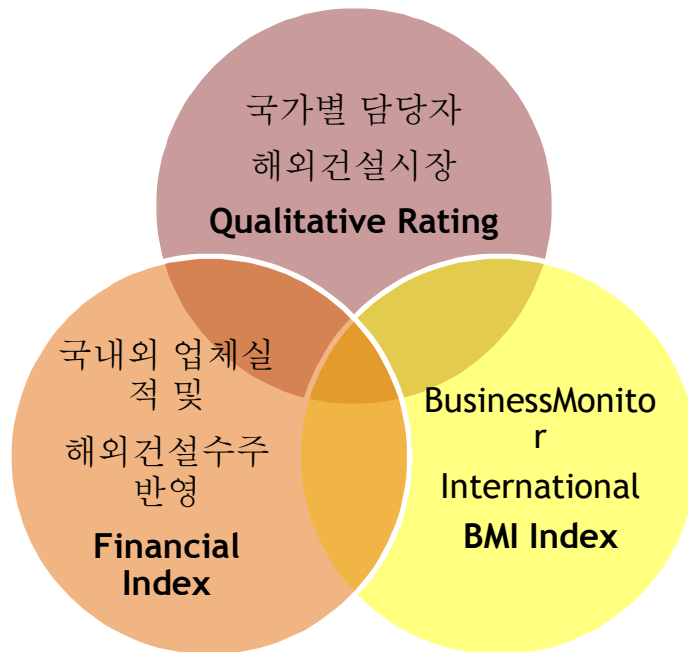 국가별 담당자
해외건설시장
Qualitative Rating
국내외 업체실
적 및
해외건설수주
반영
Financial
Index
BusinessMonito
r
International
BMI Index